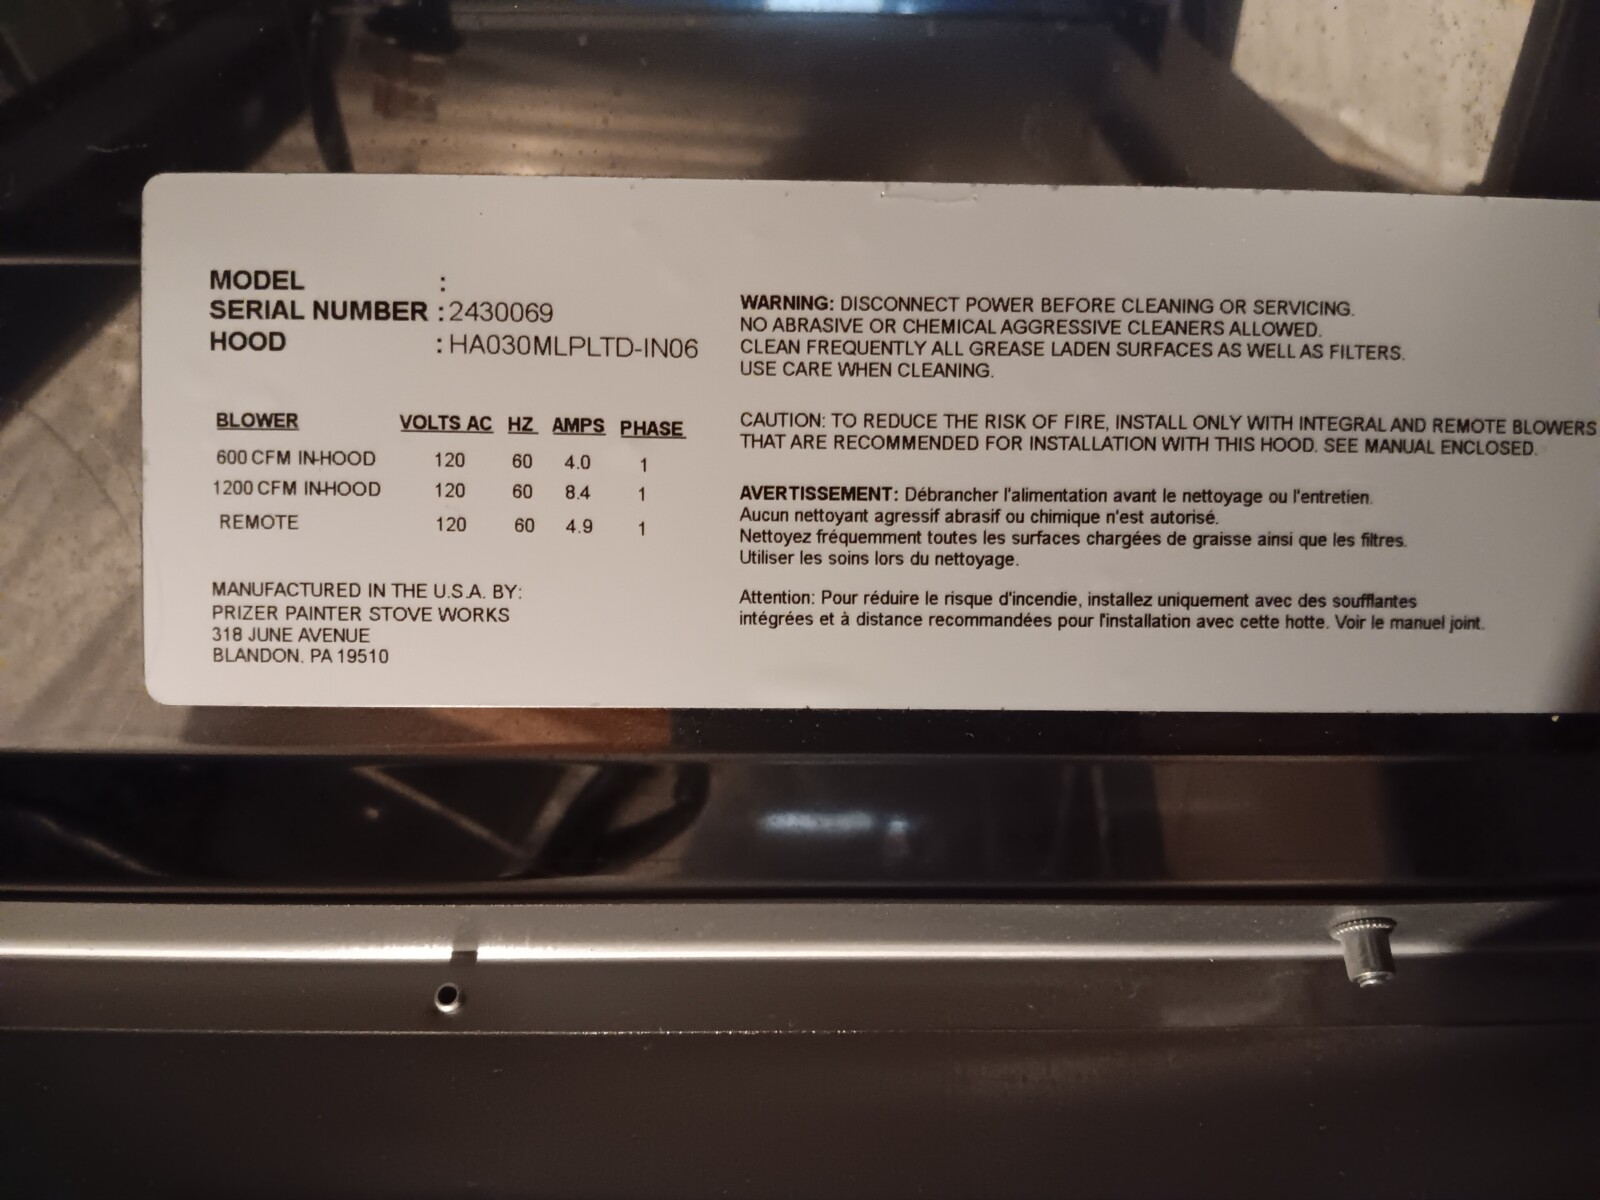 MODEL :
SERIAL NUMBER : 2430069
HOOD : HA030MLPLTD-IN06
BLOWER VOLTS AC HZ AMPS PHASE
600 CFM IN-HOOD 120 60 4.0 1
1200 CFM IN-HOOD 120 60 8.4 1
REMOTE 120 60 4.9 1
MANUFACTURED IN THE U.S.A. BY:
PRIZER PAINTER STOVE WORKS
318 JUNE AVENUE
BLANDON. PA 19510
WARNING: DISCONNECT POWER BEFORE CLEANING OR SERVICING.
NO ABRASIVE OR CHEMICAL AGGRESSIVE CLEANERS ALLOWED.
CLEAN FREQUENTLY ALL GREASE LADEN SURFACES AS WELL AS FILTERS.
USE CARE WHEN CLEANING.
CAUTION: TO REDUCE THE RISK OF FIRE, INSTALL ONLY WITH INTEGRAL AND REMOTE BLOWERS
THAT ARE RECOMMENDED FOR INSTALLATION WITH THIS HOOD. SEE MANUAL ENCLOSED.
AVERTISSEMENT: Débrancher l'alimentation avant le nettoyage ou l'entretien.
Aucun nettoyant agressif abrasif ou chimique n'est autorisé.
Nettoyez fréquemment toutes les surfaces chargées de graisse ainsi que les filtres.
Utiliser les soins lors du nettoyage.
Attention: Pour réduire le risque d'incendie, installez uniquement avec des soufflantes
intégrées et à distance recommandées pour l'installation avec cette hotte. Voir le manuel joint.